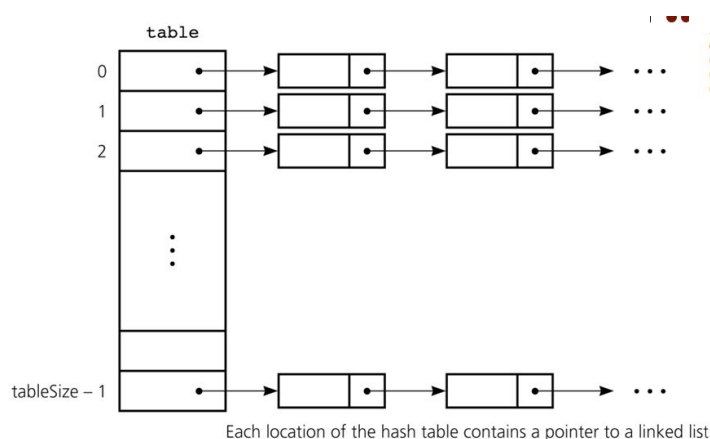 table
0
1
2
tableSize – 1
Each location of the hash table contains a pointer to a linked list